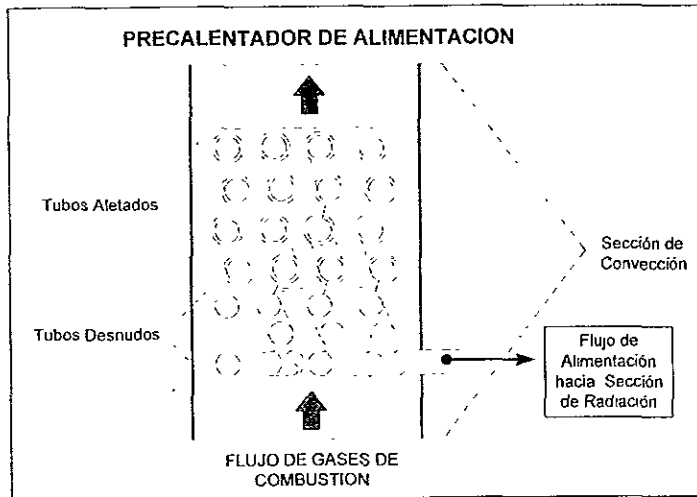 PRECALENTADOR DE ALIMENTACION
Tubos Aletados
Tubos Desnudos
Sección de
Convección
Flujo de
Alimentación
hacia Sección
de Radiación
FLUJO DE GASES DE
COMBUSTION